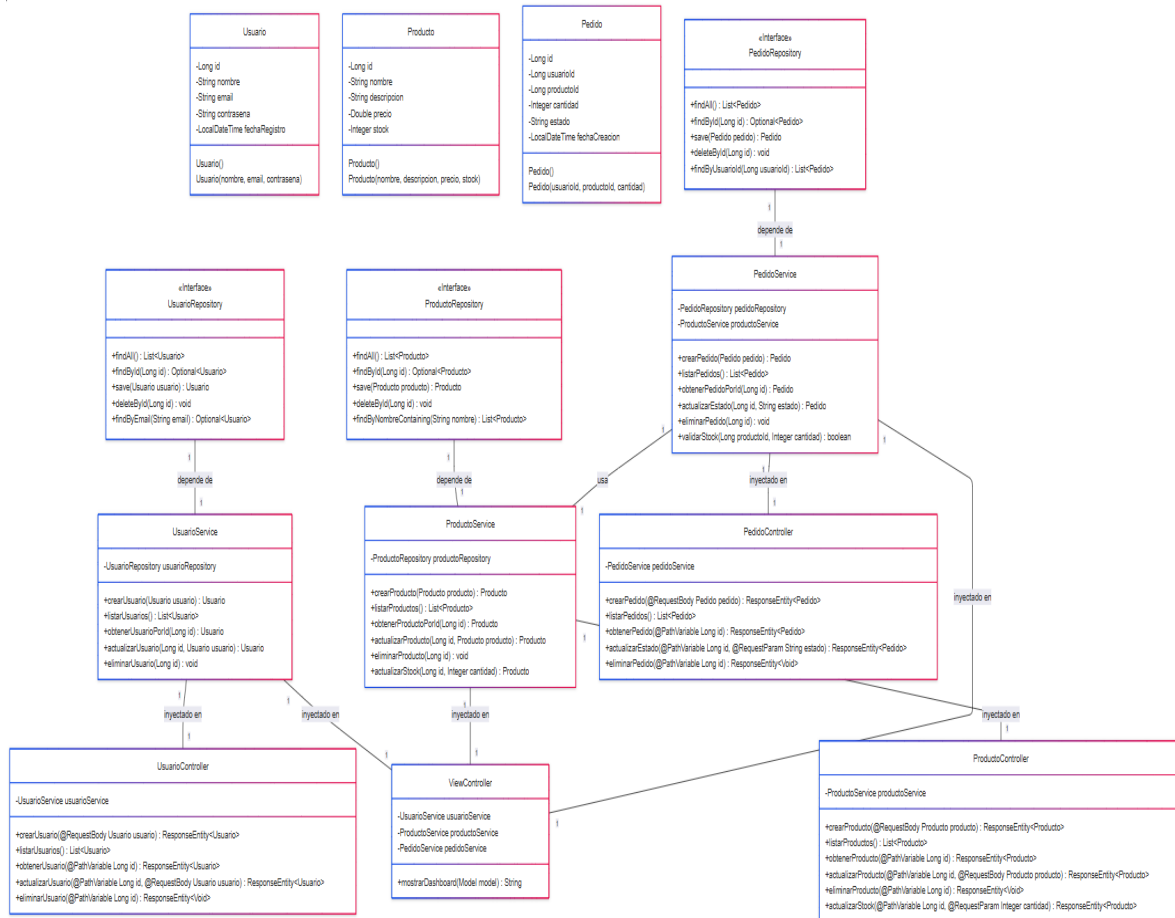 Usuario
-Long id
-String nombre
-String email
-String contrasena
-LocalDateTime fechaRegistro
Usuario()
Usuario(nombre, email, contrasena)
Producto
-Long id
-String nombre
-String descripcion
-Double precio
-Integer stock
Producto()
Producto(nombre, descripcion, precio, stock)
Pedido
-Long id
-Long usuarioId
-Long productoId
-Integer cantidad
-String estado
-LocalDateTime fechaCreacion
Pedido()
Pedido(usuarioId, productoId, cantidad)
«Interface»
PedidoRepository
+findAll() : List<Pedido>
+findById(Long id) : Optional<Pedido>
+save(Pedido pedido) : Pedido
+deleteById(Long id) : void
+findByUsuarioId(Long usuarioId) : List<Pedido>
1
depende de
1
«Interface»
UsuarioRepository
+findAll() : List<Usuario>
+findById(Long id) : Optional<Usuario>
+save(Usuario usuario) : Usuario
+deleteById(Long id) : void
+findByEmail(String email) : Optional<Usuario>
1
depende de
1
«Interface»
ProductoRepository
+findAll() : List<Producto>
+findById(Long id) : Optional<Producto>
+save(Producto producto) : Producto
+deleteById(Long id) : void
+findByNombreContaining(String nombre) : List<Producto>
1
depende de
1
PedidoService
-PedidoRepository pedidoRepository
-ProductoService productoService
+crearPedido(Pedido pedido) : Pedido
+listarPedidos() : List<Pedido>
+obtenerPedidoPorId(Long id) : Pedido
+actualizarEstado(Long id, String estado) : Pedido
+eliminarPedido(Long id) : void
+validarStock(Long productoId, Integer cantidad) : boolean
1
usa
1
1
inyectado en
1
1
inyectado en
1
UsuarioService
-UsuarioRepository usuarioRepository
+crearUsuario(Usuario usuario) : Usuario
+listarUsuarios() : List<Usuario>
+obtenerUsuarioPorId(Long id) : Usuario
+actualizarUsuario(Long id, Usuario usuario) : Usuario
+eliminarUsuario(Long id) : void
1
inyectado en
1
1
inyectado en
1
ProductoService
-ProductoRepository productoRepository
+crearProducto(Producto producto) : Producto
+listarProductos() : List<Producto>
+obtenerProductoPorId(Long id) : Producto
+actualizarProducto(Long id, Producto producto) : Producto
+eliminarProducto(Long id) : void
+actualizarStock(Long id, Integer cantidad) : Producto
1
inyectado en
1
1
inyectado en
1
PedidoController
-PedidoService pedidoService
+crearPedido(@RequestBody Pedido pedido) : ResponseEntity<Pedido>
+listarPedidos() : List<Pedido>
+obtenerPedido(@PathVariable Long id) : ResponseEntity<Pedido>
+actualizarEstado(@PathVariable Long id, @RequestParam String estado) : ResponseEntity<Pedido>
+eliminarPedido(@PathVariable Long id) : ResponseEntity<Void>
UsuarioController
-UsuarioService usuarioService
+crearUsuario(@RequestBody Usuario usuario) : ResponseEntity<Usuario>
+listarUsuarios() : List<Usuario>
+obtenerUsuario(@PathVariable Long id) : ResponseEntity<Usuario>
+actualizarUsuario(@PathVariable Long id, @RequestBody Usuario usuario) : ResponseEntity<Usuario>
+eliminarUsuario(@PathVariable Long id) : ResponseEntity<Void>
ViewController
-UsuarioService usuarioService
-ProductoService productoService
-PedidoService pedidoService
+mostrarDashboard(Model model) : String
ProductoController
-ProductoService productoService
+crearProducto(@RequestBody Producto producto) : ResponseEntity<Producto>
+listarProductos() : List<Producto>
+obtenerProducto(@PathVariable Long id) : ResponseEntity<Producto>
+actualizarProducto(@PathVariable Long id, @RequestBody Producto producto) : ResponseEntity<Producto>
+eliminarProducto(@PathVariable Long id) : ResponseEntity<Void>
+actualizarStock(@PathVariable Long id, @RequestParam Integer cantidad) : ResponseEntity<Producto>